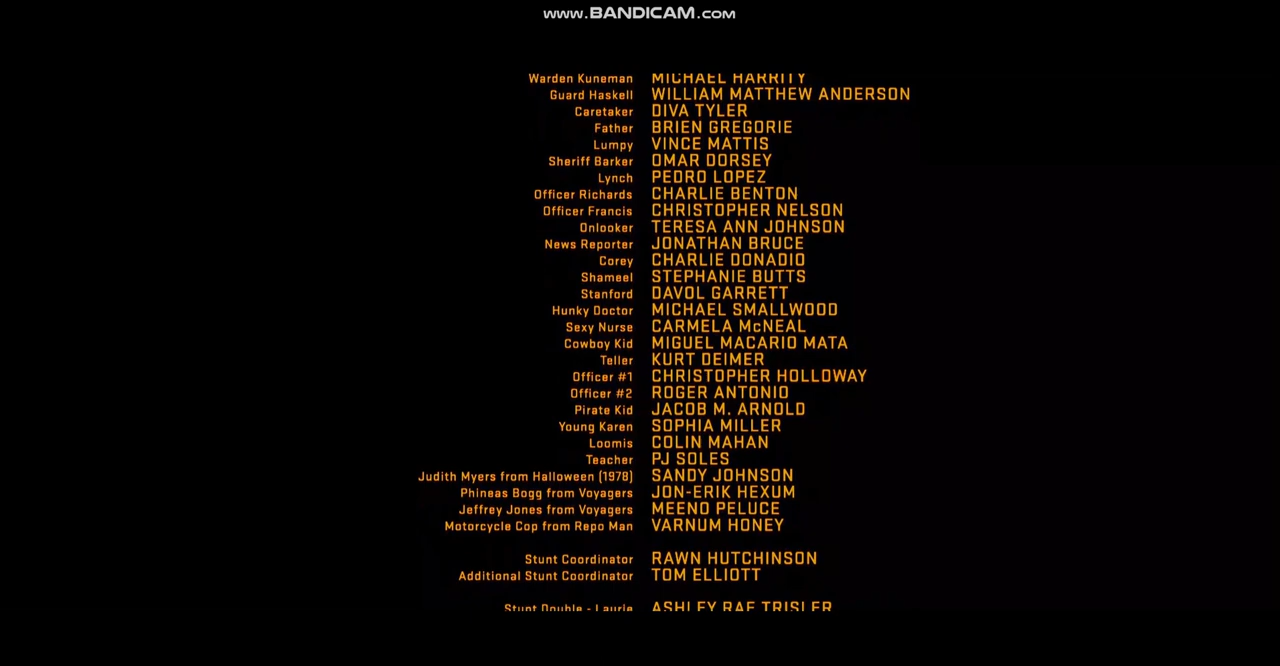 www.BANDICAM.com
Warden Kuneman MICHAEL HARRITY
Guard Haskell WILLIAM MATTHEW ANDERSON
Caretaker DIVA TYLER
Father BRIEN GREGORIE
Lumpy VINCE MATTIS
Sheriff Barker OMAR DORSEY
Lynch PEDRO LOPEZ
Officer Richards CHARLIE BENTON
Officer Francis CHRISTOPHER NELSON
Onlooker TERESA ANN JOHNSON
News Reporter JONATHAN BRUCE
Corey CHARLIE DONADIO
Shameel STEPHANIE BUTTS
Stanford DAVOL GARRETT
Hunky Doctor MICHAEL SMALLWOOD
Sexy Nurse CARMELA McNEAL
Cowboy Kid MIGUEL MACARIO MATA
Teller KURT DEIMER
Officer #1 CHRISTOPHER HOLLOWAY
Officer #2 ROGER ANTONIO
Pirate Kid JACOB M. ARNOLD
Young Karen SOPHIA MILLER
Loomis COLIN MAHAN
Teacher PJ SOLES
Judith Myers from Halloween (1978) SANDY JOHNSON
Phineas Bogg from Voyagers JON-ERIK HEXUM
Jeffrey Jones from Voyagers MEENO PELUCE
Motorcycle Cop from Repo Man VARNUM HONEY
Stunt Coordinator RAWN HUTCHINSON
Additional Stunt Coordinator TOM ELLIOTT
Stunt Double - Laurie ASHLEY RAE TRISLER